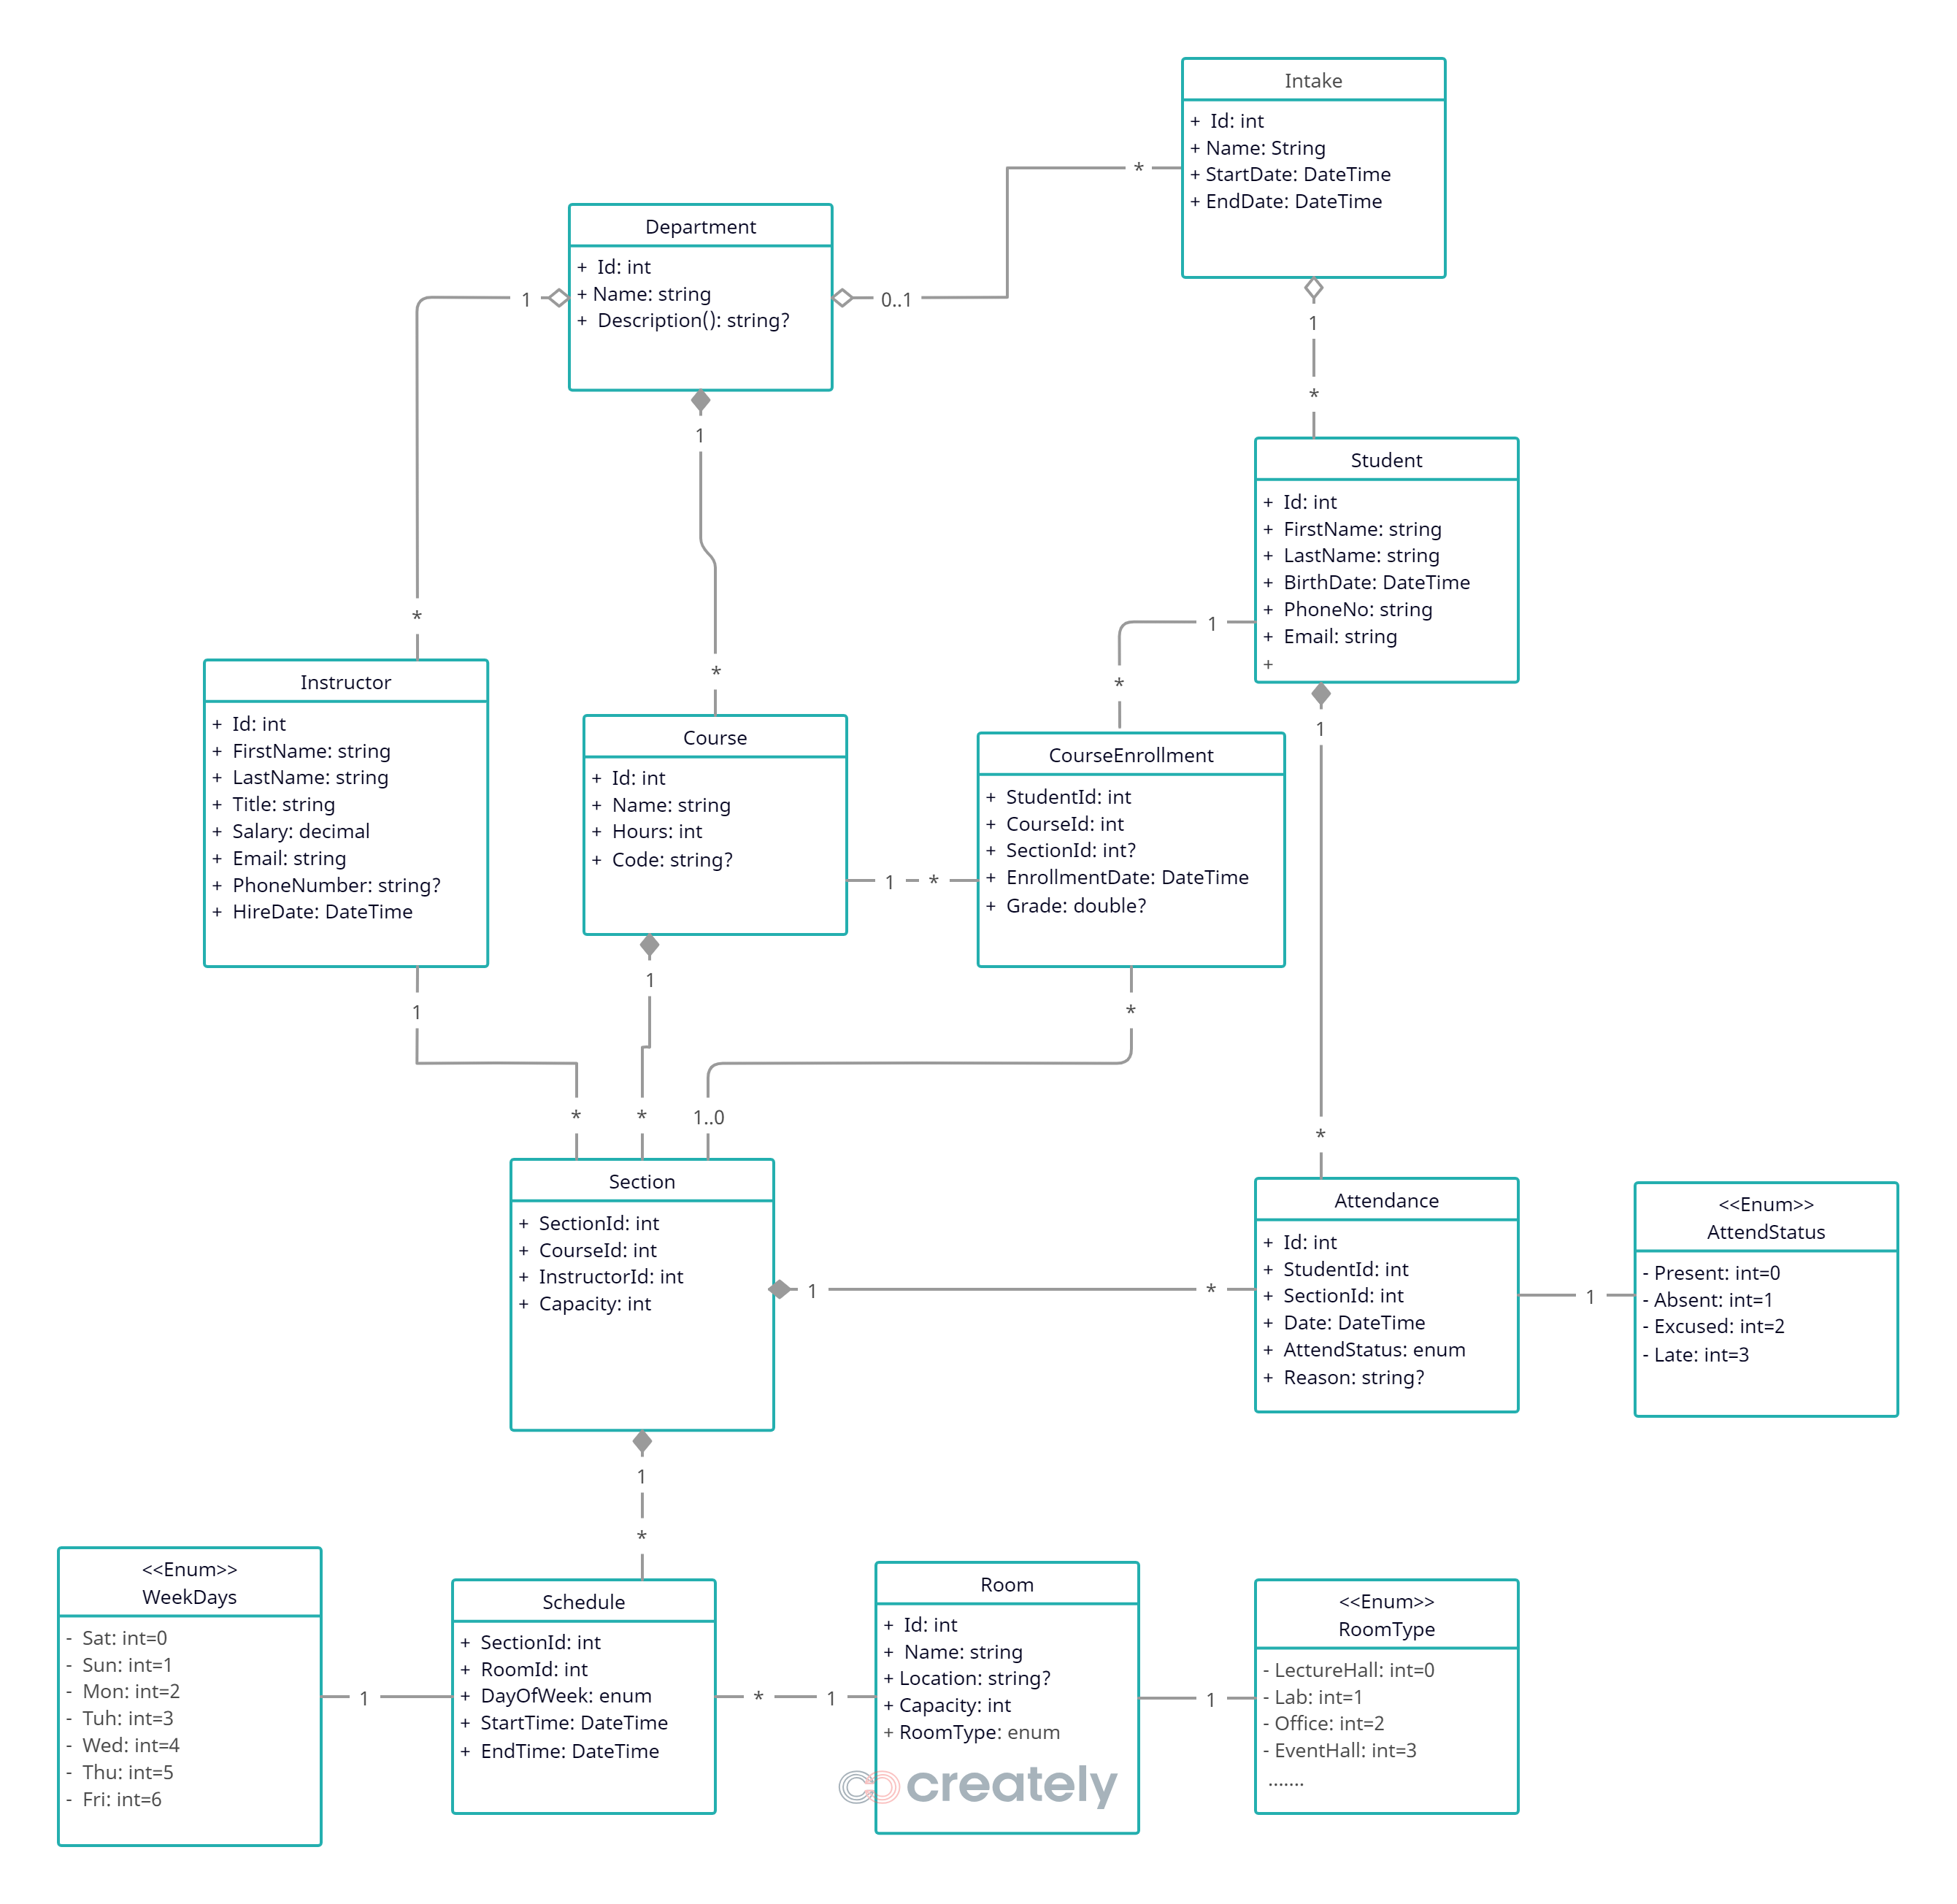 Intake
+ Id: int
+ Name: String
+ StartDate: DateTime
+ EndDate: DateTime
*
Department
+ Id: int
+ Name: string
+ Description(): string?
1
0..1
1
*
1
*
Student
+ Id: int
+ FirstName: string
+ LastName: string
+ BirthDate: DateTime
+ PhoneNo: string
+ Email: string
+
*
1
*
*
1
Instructor
+ Id: int
+ FirstName: string
+ LastName: string
+ Title: string
+ Salary: decimal
+ Email: string
+ PhoneNumber: string?
+ HireDate: DateTime
Course
+ Id: int
+ Name: string
+ Hours: int
+ Code: string?
1
*
CourseEnrollment
+ StudentId: int
+ CourseId: int
+ SectionId: int?
+ EnrollmentDate: DateTime
+ Grade: double?
1
1
*
*
*
1..0
*
Section
+ SectionId: int
+ CourseId: int
+ InstructorId: int
+ Capacity: int
1
*
Attendance
+ Id: int
+ StudentId: int
+ SectionId: int
+ Date: DateTime
+ AttendStatus: enum
+ Reason: string?
1
<<Enum>>
AttendStatus
- Present: int=0
- Absent: int=1
- Excused: int=2
- Late: int=3
1
*
<<Enum>>
WeekDays
- Sat: int=0
- Sun: int=1
- Mon: int=2
- Tuh: int=3
- Wed: int=4
- Thu: int=5
- Fri: int=6
1
Schedule
+ SectionId: int
+ RoomId: int
+ DayOfWeek: enum
+ StartTime: DateTime
+ EndTime: DateTime
*
1
Room
+ Id: int
+ Name: string
+ Location: string?
+ Capacity: int
+ RoomType: enum
1
<<Enum>>
RoomType
- LectureHall: int=0
- Lab: int=1
- Office: int=2
- EventHall: int=3
.......
creately